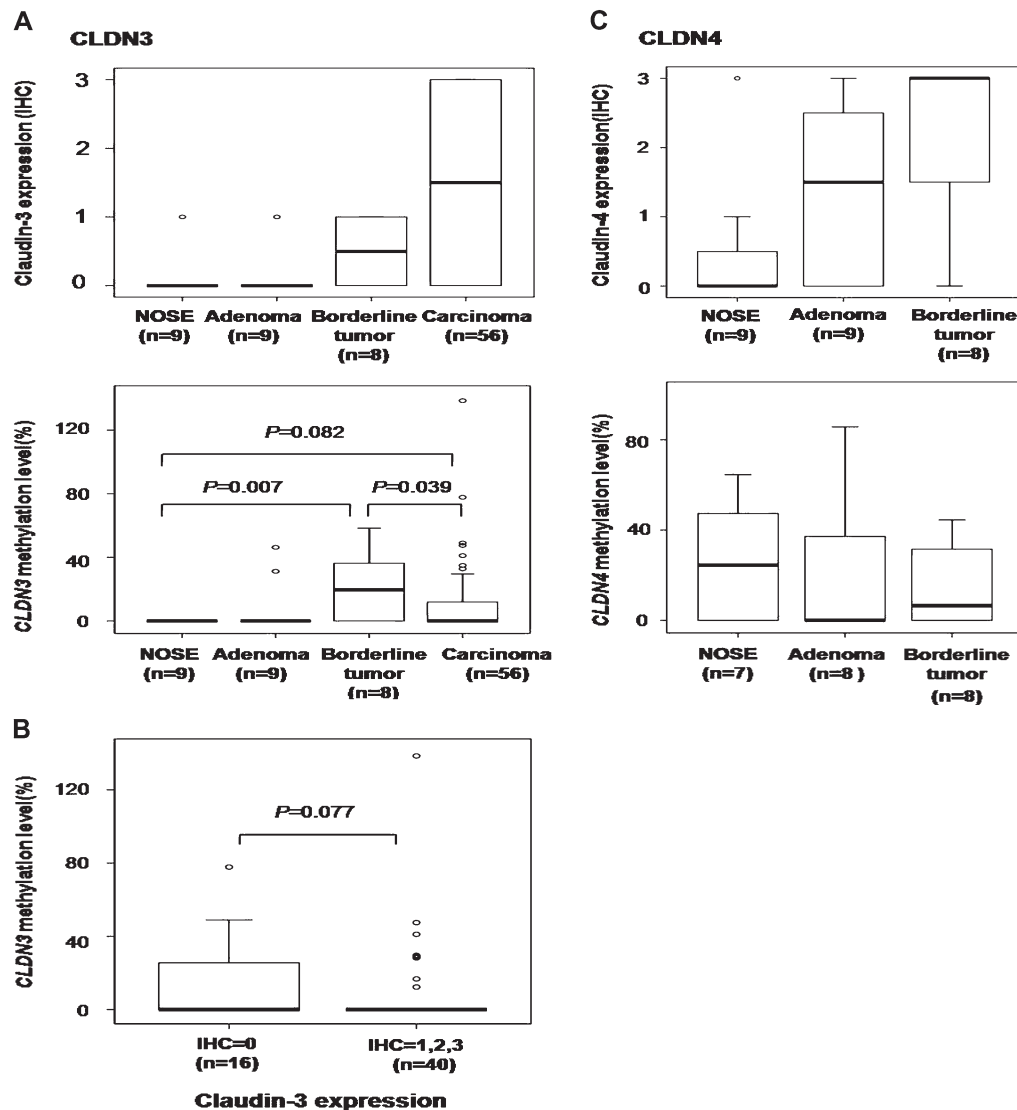 A
CLDN3
Claudin-3 expression (IHC)
3
2
1
0
NOSE Adenoma Borderline Carcinoma
(n=9) (n=9) tumor (n=56)
(n=8)
CLDN3 methylation level(%)
120
80
40
0
P=0.082
P=0.007 P=0.039
NOSE Adenoma Borderline Carcinoma
(n=9) (n=9) tumor (n=56)
(n=8)
B
CLDN3 methylation level(%)
120
80
40
0
P=0.077
IHC=0 IHC=1,2,3
(n=16) (n=40)
Claudin-3 expression
C
CLDN4
Claudin-4 expression(IHC)
3
2
1
0
NOSE Adenoma Borderline
(n=9) (n=9) tumor
(n=8)
CLDN4 methylation level(%)
80
40
0
NOSE Adenoma Borderline
(n=7) (n=8 ) tumor
(n=8)